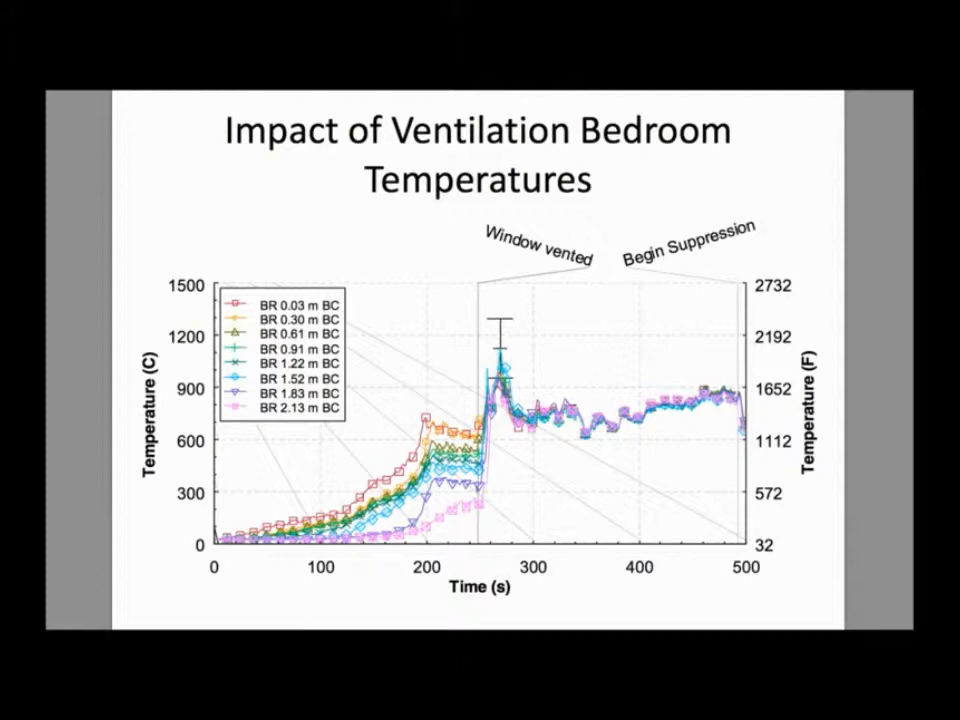 Impact of Ventilation Bedroom
Temperatures
Window vented
Begin Suppression
1500
1200
900
600
300
0
Temperature (C)
BR 0.03 m BC
BR 0.30 m BC
BR 0.61 m BC
BR 0.91 m BC
BR 1.22 m BC
BR 1.52 m BC
BR 1.83 m BC
BR 2.13 m BC
2732
2192
1652
1112
572
32
Temperature (F)
0 100 200 300 400 500
Time (s)